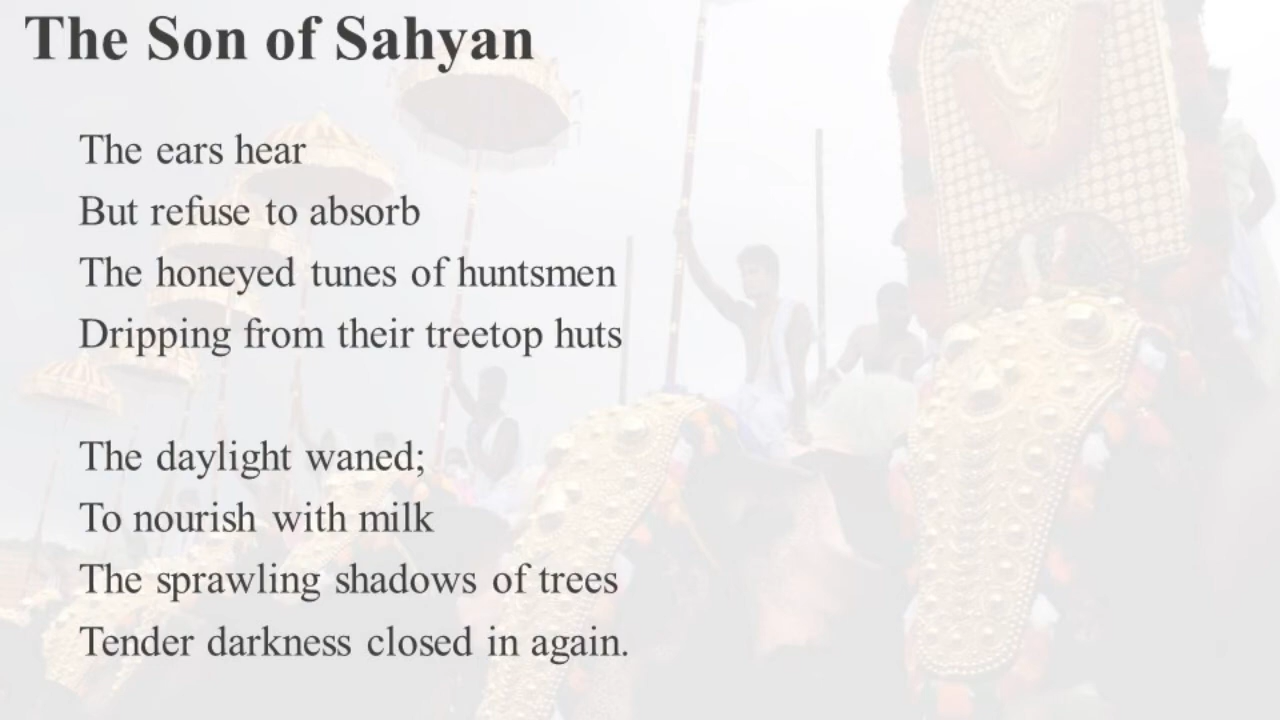 The Son of Sahyan
The ears hear
But refuse to absorb
The honeyed tunes of huntsmen
Dripping from their treetop huts
The daylight waned;
To nourish with milk
The sprawling shadows of trees
Tender darkness closed in again.